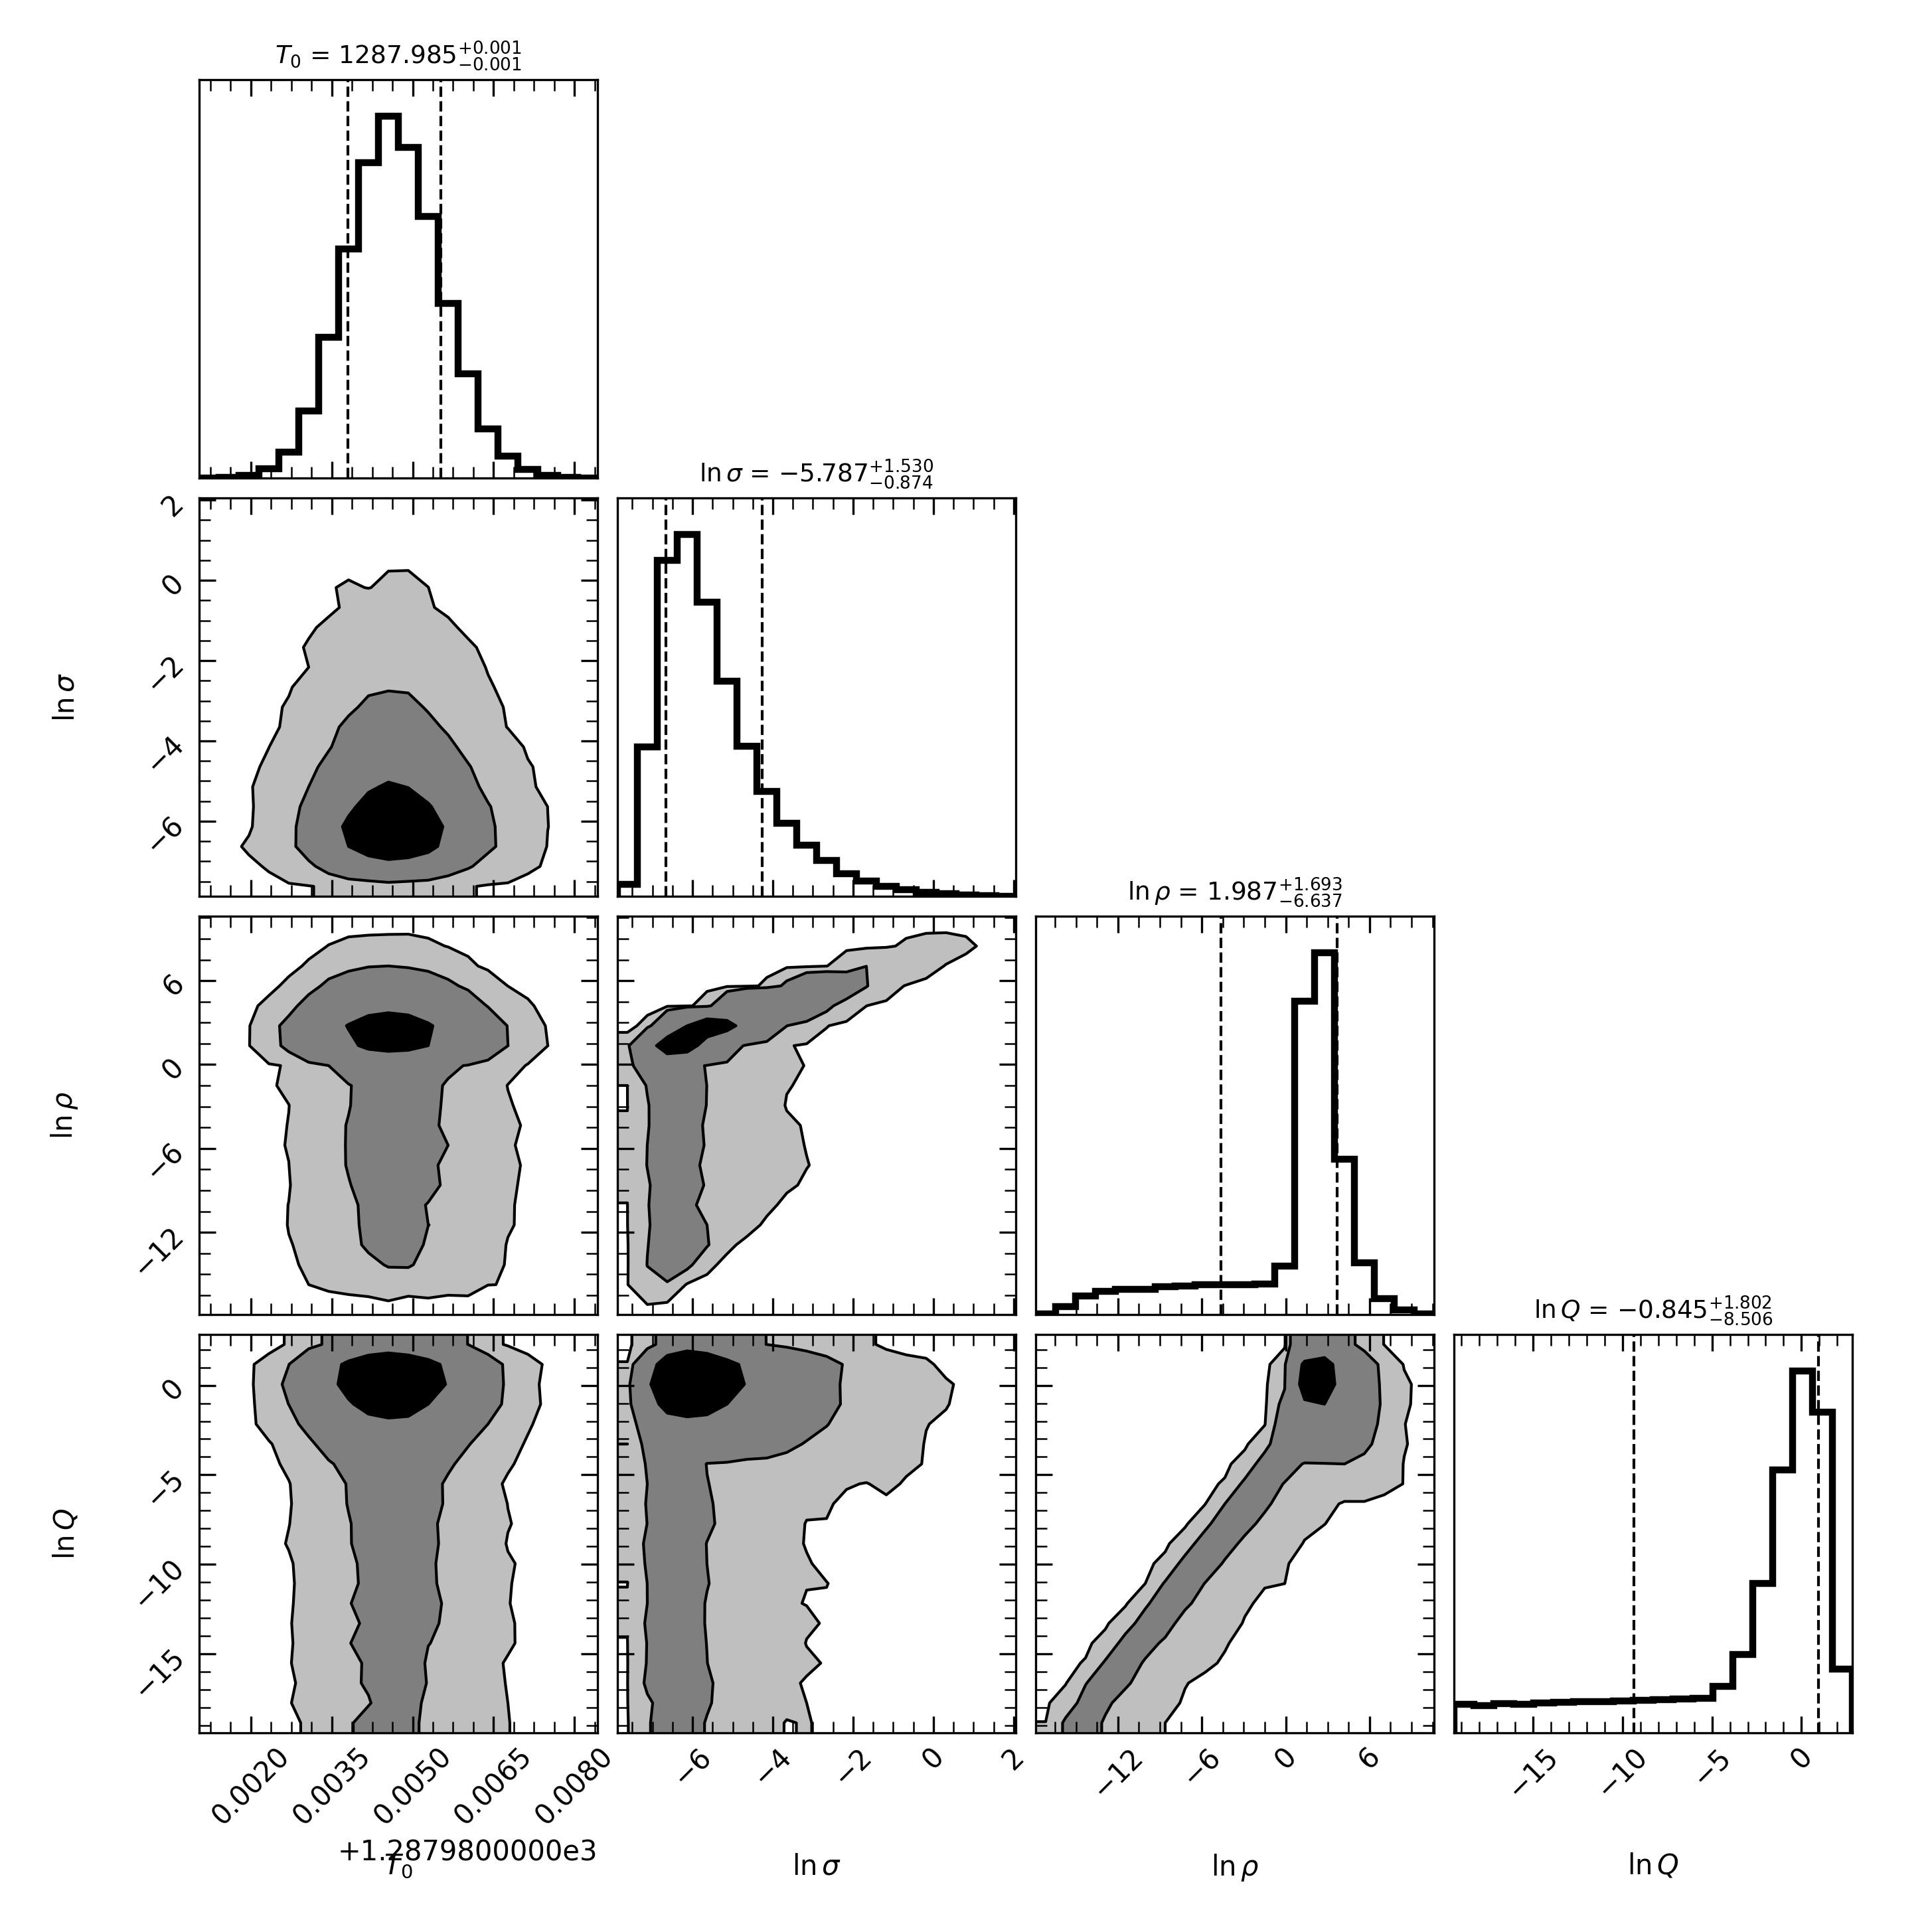 T₀ = 1287.985 +0.001 −0.001
ln σ = −5.787 +1.530 −0.874
2
0
−2
−4
−6
ln σ
ln ρ = 1.987 +1.693 −6.637
6
0
−6
−12
ln ρ
ln Q = −0.845 +1.802 −8.506
0
−5
−10
−15
ln Q
0.0020 0.0035 0.0050 0.0065 0.0080
−6 −4 −2 0 2
−12 −6 0 6
−15 −10 −5 0
+1.2879800000e3
T₀ ln σ ln ρ ln Q